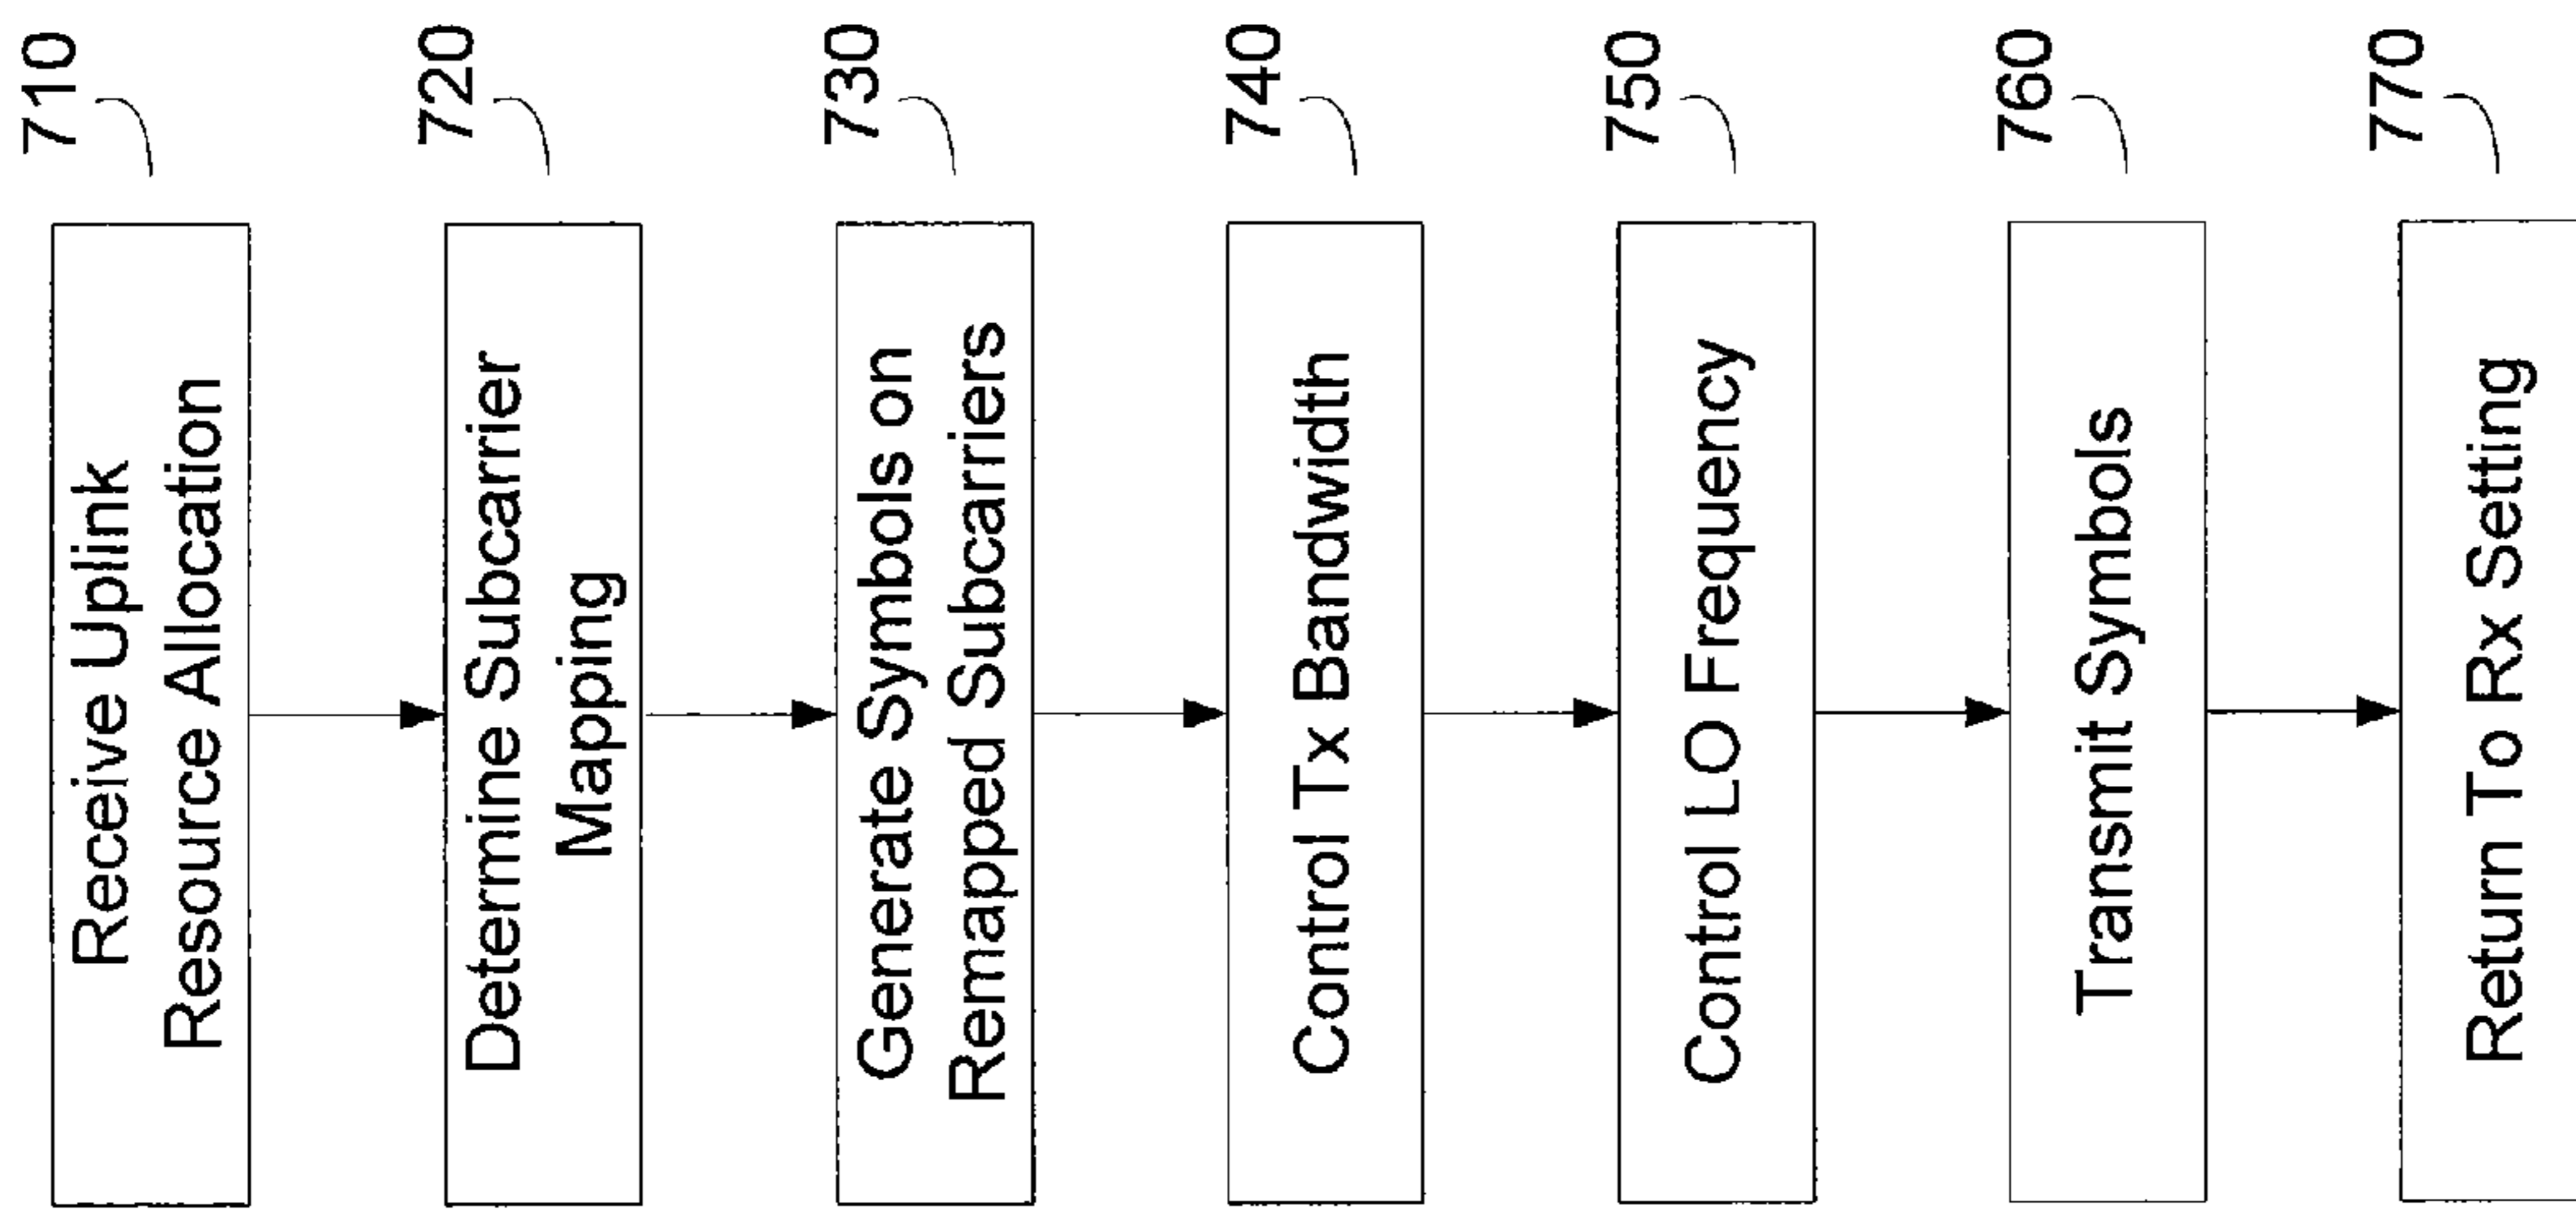 Receive Uplink
Resource Allocation
710
Determine Subcarrier
Mapping
720
Generate Symbols on
Remapped Subcarriers
730
Control Tx Bandwidth
740
Control LO Frequency
750
Transmit Symbols
760
Return To Rx Setting
770